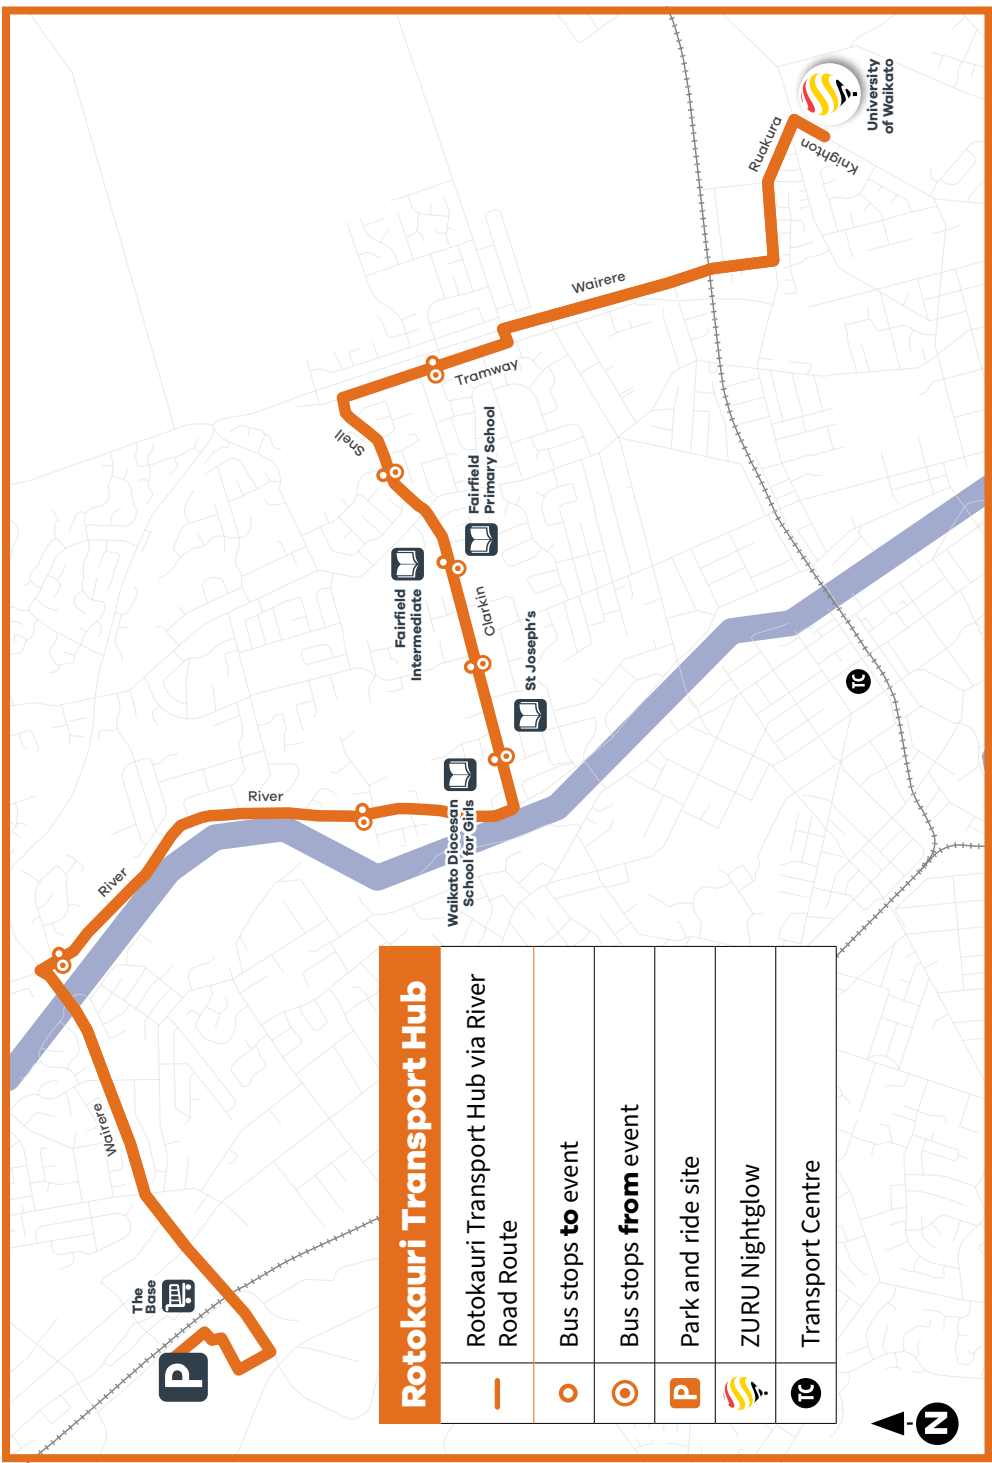 P
The
Base
Wairere
River
River
Waikato Diocesan
School for Girls
St Joseph's
Fairfield
Intermediate
Fairfield
Primary School
Clarkin
Snell
Tramway
Wairere
Ruakura
Knighton
University
of Waikato
TC
Rotokauri Transport Hub
Rotokauri Transport Hub via River
Road Route
Bus stops to event
Bus stops from event
P Park and ride site
ZURU Nightglow
TC Transport Centre
N